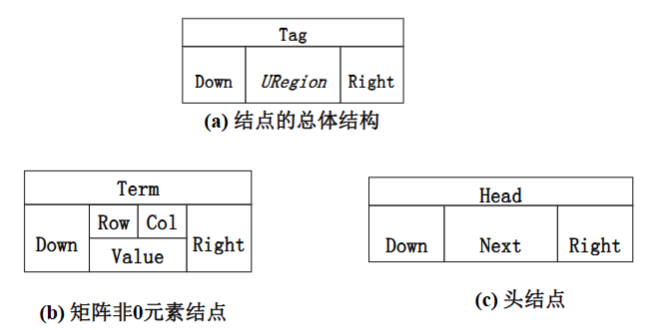 Tag
Down URegion Right
(a) 结点的总体结构
Term
Row Col
Down Value Right
(b) 矩阵非0元素结点
Head
Down Next Right
(c) 头结点